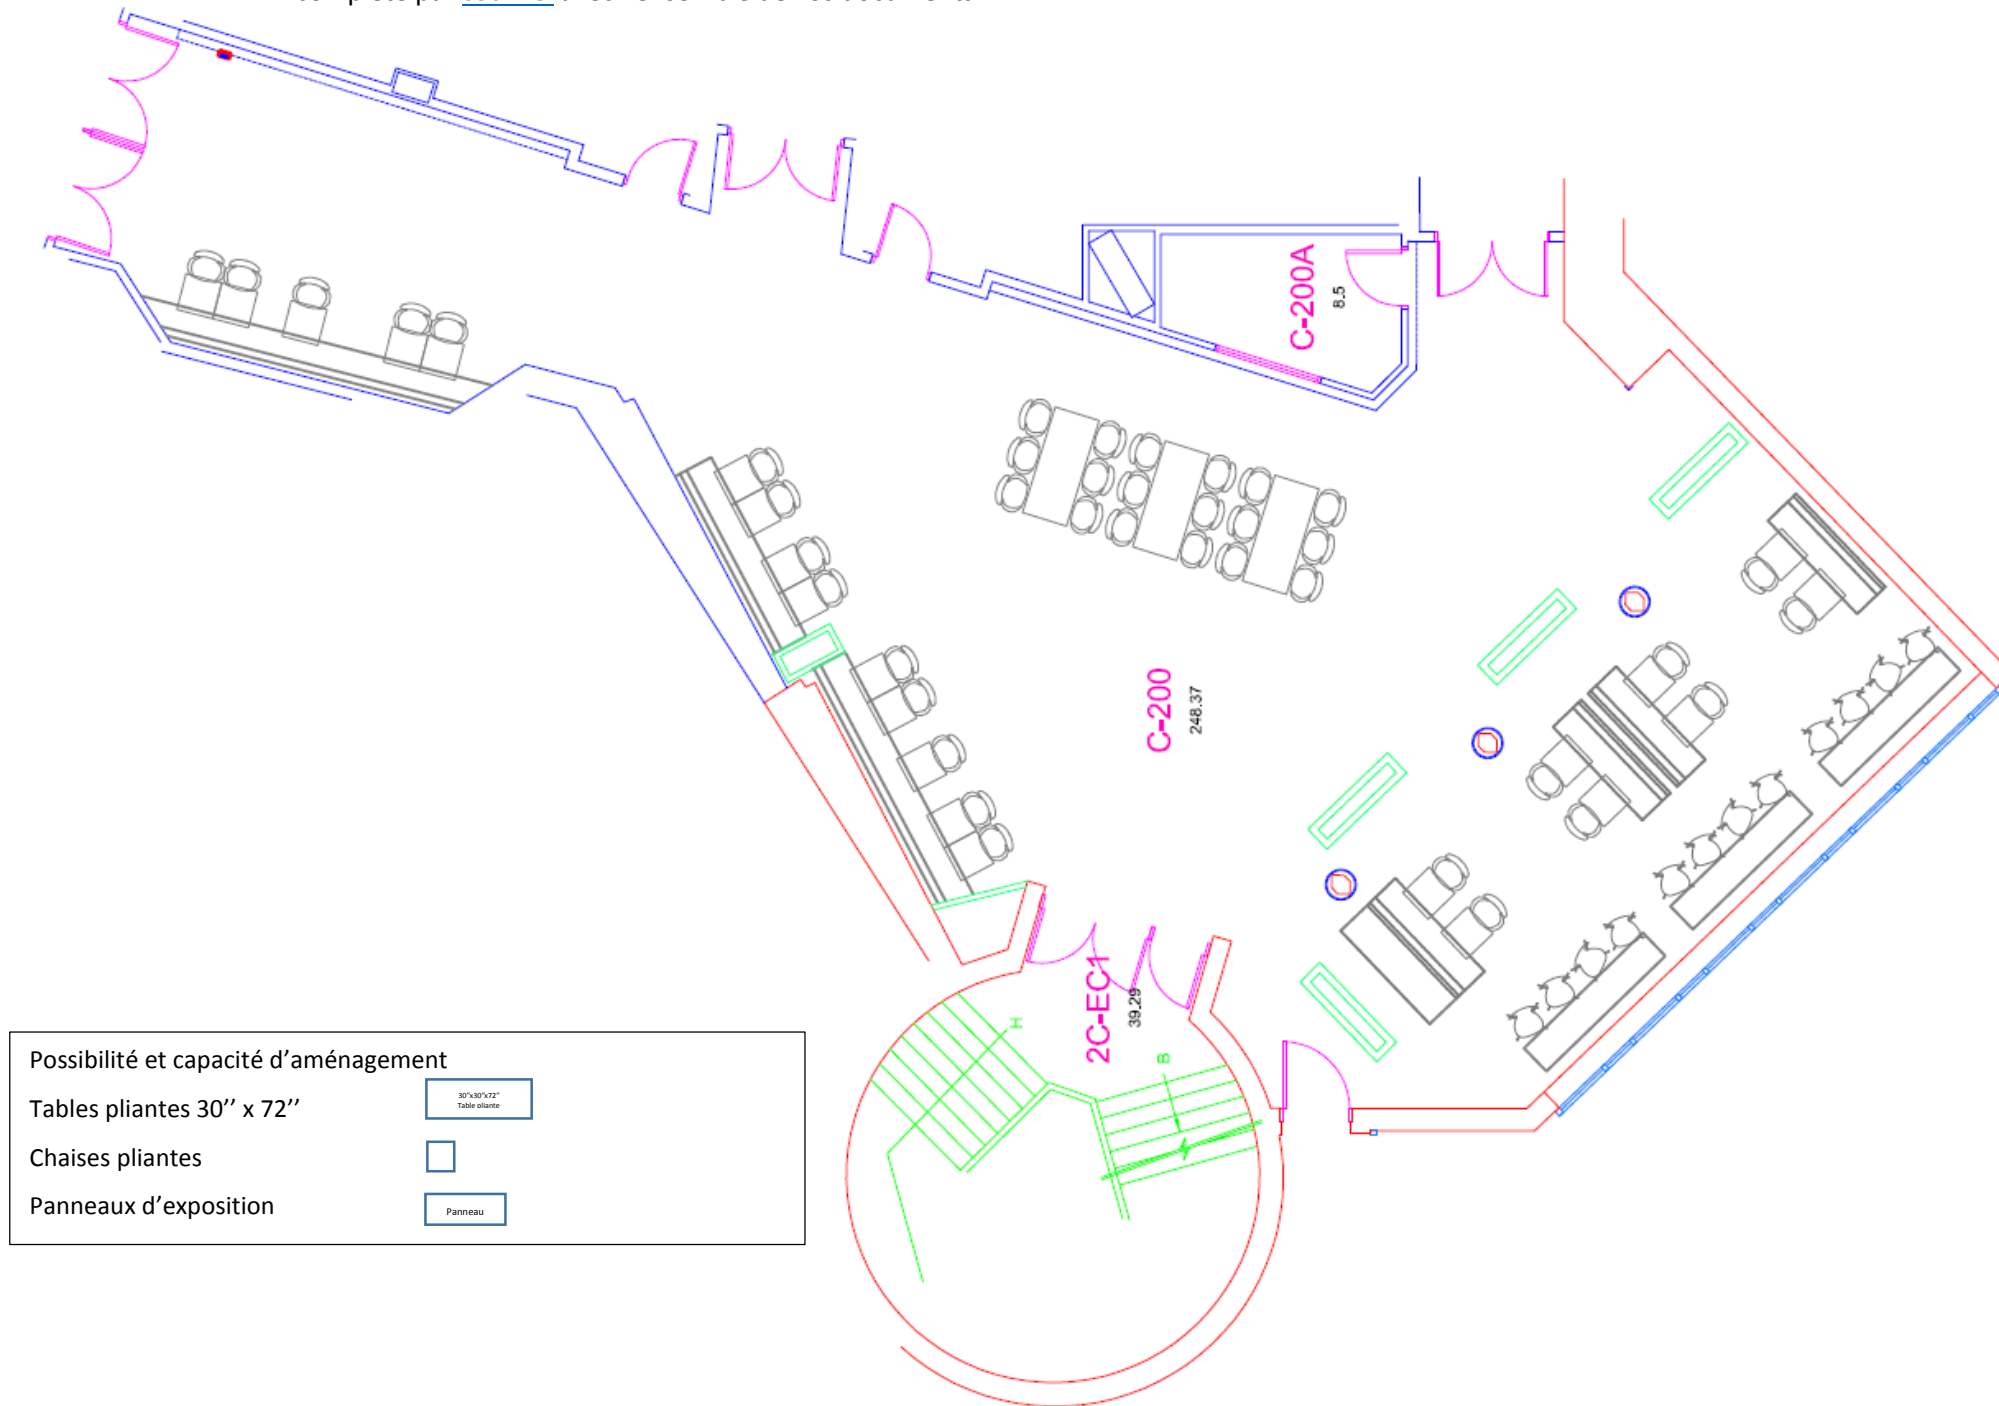 C-200A
8.5
C-200
248.37
2C-EC1
39.29
H
B
Possibilité et capacité d’aménagement
Tables pliantes 30’’ x 72’’
30"x30"x72"
Table pliante
Chaises pliantes
Panneaux d’exposition
Panneau